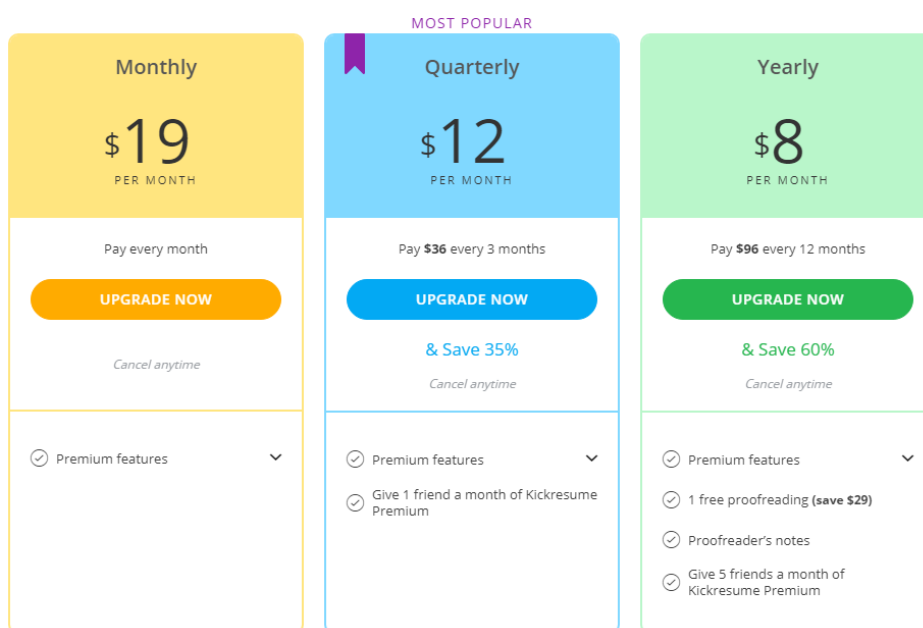 MOST POPULAR
Monthly
$19
PER MONTH
Pay every month
UPGRADE NOW
Cancel anytime
Premium features
Quarterly
$12
PER MONTH
Pay $36 every 3 months
UPGRADE NOW
& Save 35%
Cancel anytime
Premium features
Give 1 friend a month of Kickresume
Premium
Yearly
$8
PER MONTH
Pay $96 every 12 months
UPGRADE NOW
& Save 60%
Cancel anytime
Premium features
1 free proofreading (save $29)
Proofreader's notes
Give 5 friends a month of
Kickresume Premium